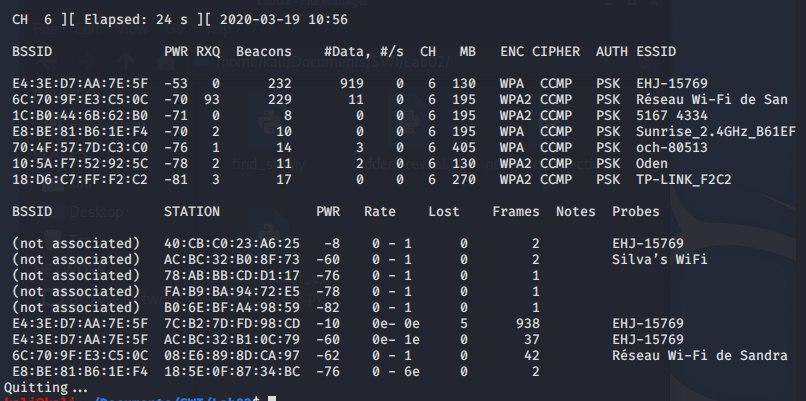 CH  6 ][ Elapsed: 24 s ][ 2020-03-19 10:56
BSSID              PWR RXQ  Beacons    #Data, #/s  CH   MB   ENC CIPHER  AUTH ESSID
E4:3E:D7:AA:7E:5F  -53   0      232      919    0   6  130   WPA  CCMP   PSK  EHJ-15769
6C:70:9F:E3:C5:0C  -70  93      229       11    0   6  195   WPA2 CCMP   PSK  Réseau Wi-Fi de San
1C:B0:44:6B:62:B0  -71   0        8        0    0   6  195   WPA2 CCMP   PSK  5167 4334
E8:BE:81:B6:1E:F4  -70   2       10        0    0   6  195   WPA2 CCMP   PSK  Sunrise_2.4GHz_B61EF
70:4F:57:7D:C3:C0  -76   1       14        3    0   6  405   WPA2 CCMP   PSK  och-80513
10:5A:F7:52:92:5C  -78   2       11        2    0   6  130   WPA2 CCMP   PSK  Oden
18:D6:C7:FF:F2:C2  -81   3       17        0    0   6  270   WPA2 CCMP   PSK  TP-LINK_F2C2
BSSID              STATION            PWR   Rate    Lost    Frames  Notes  Probes
(not associated)   40:CB:C0:23:A6:25   -8    0 - 1      0        2         EHJ-15769
(not associated)   AC:BC:32:B0:8F:73  -60    0 - 1      0        2         Silva’s WiFi
(not associated)   78:AB:BB:CD:D1:17  -76    0 - 1      0        1
(not associated)   FA:B9:BA:94:72:E5  -78    0 - 1      0        1
(not associated)   B0:6E:BF:A4:98:59  -82    0 - 1      0        1
E4:3E:D7:AA:7E:5F  7C:B2:7D:FD:98:CD  -10    0e- 0e     5      938         EHJ-15769
E4:3E:D7:AA:7E:5F  AC:BC:32:B1:0C:79  -60    0e- 1e     0       37         EHJ-15769
6C:70:9F:E3:C5:0C  08:E6:89:8D:CA:97  -62    0 - 1      0       42         Réseau Wi-Fi de Sandra
E8:BE:81:B6:1E:F4  18:5E:0F:87:34:BC  -76    0 - 6e     0        2
Quitting...